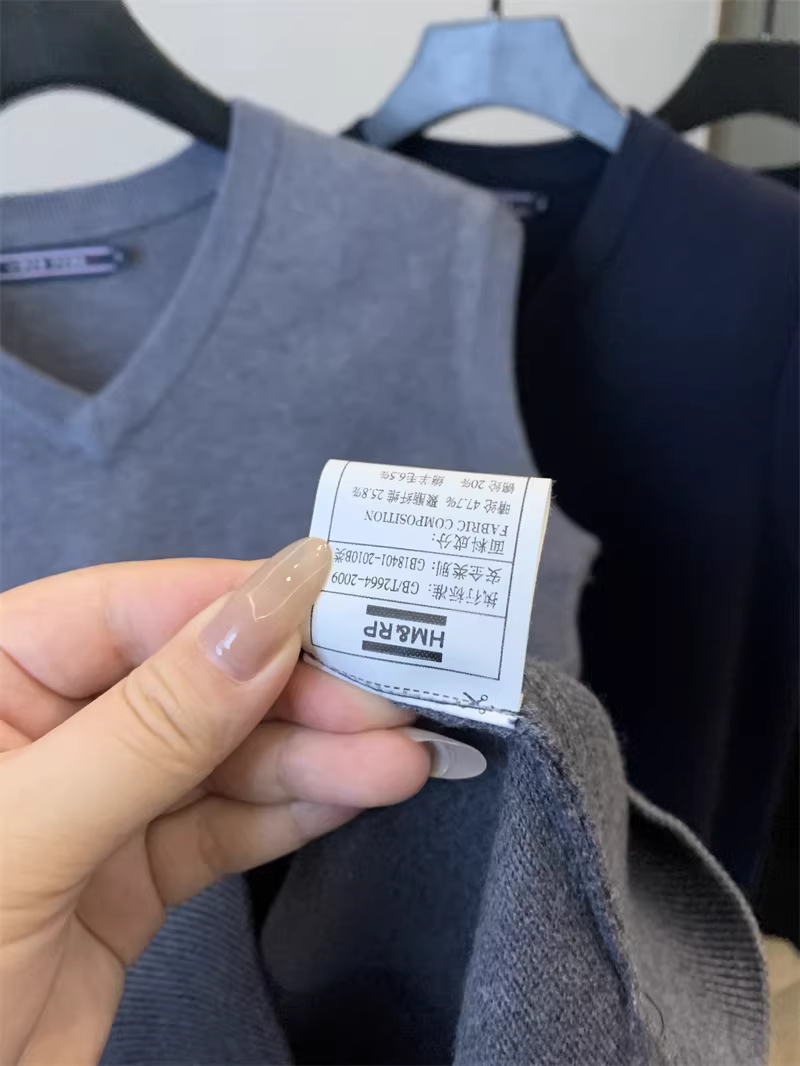 HM&RP
执行标准: GB/T2664-2009
安全类别: GB18401-2010B类
面料成分:
FABRIC COMPOSITION
晴纶 47.7% 聚酯纤维 25.8%
锦纶 20% 绵羊毛6.5%